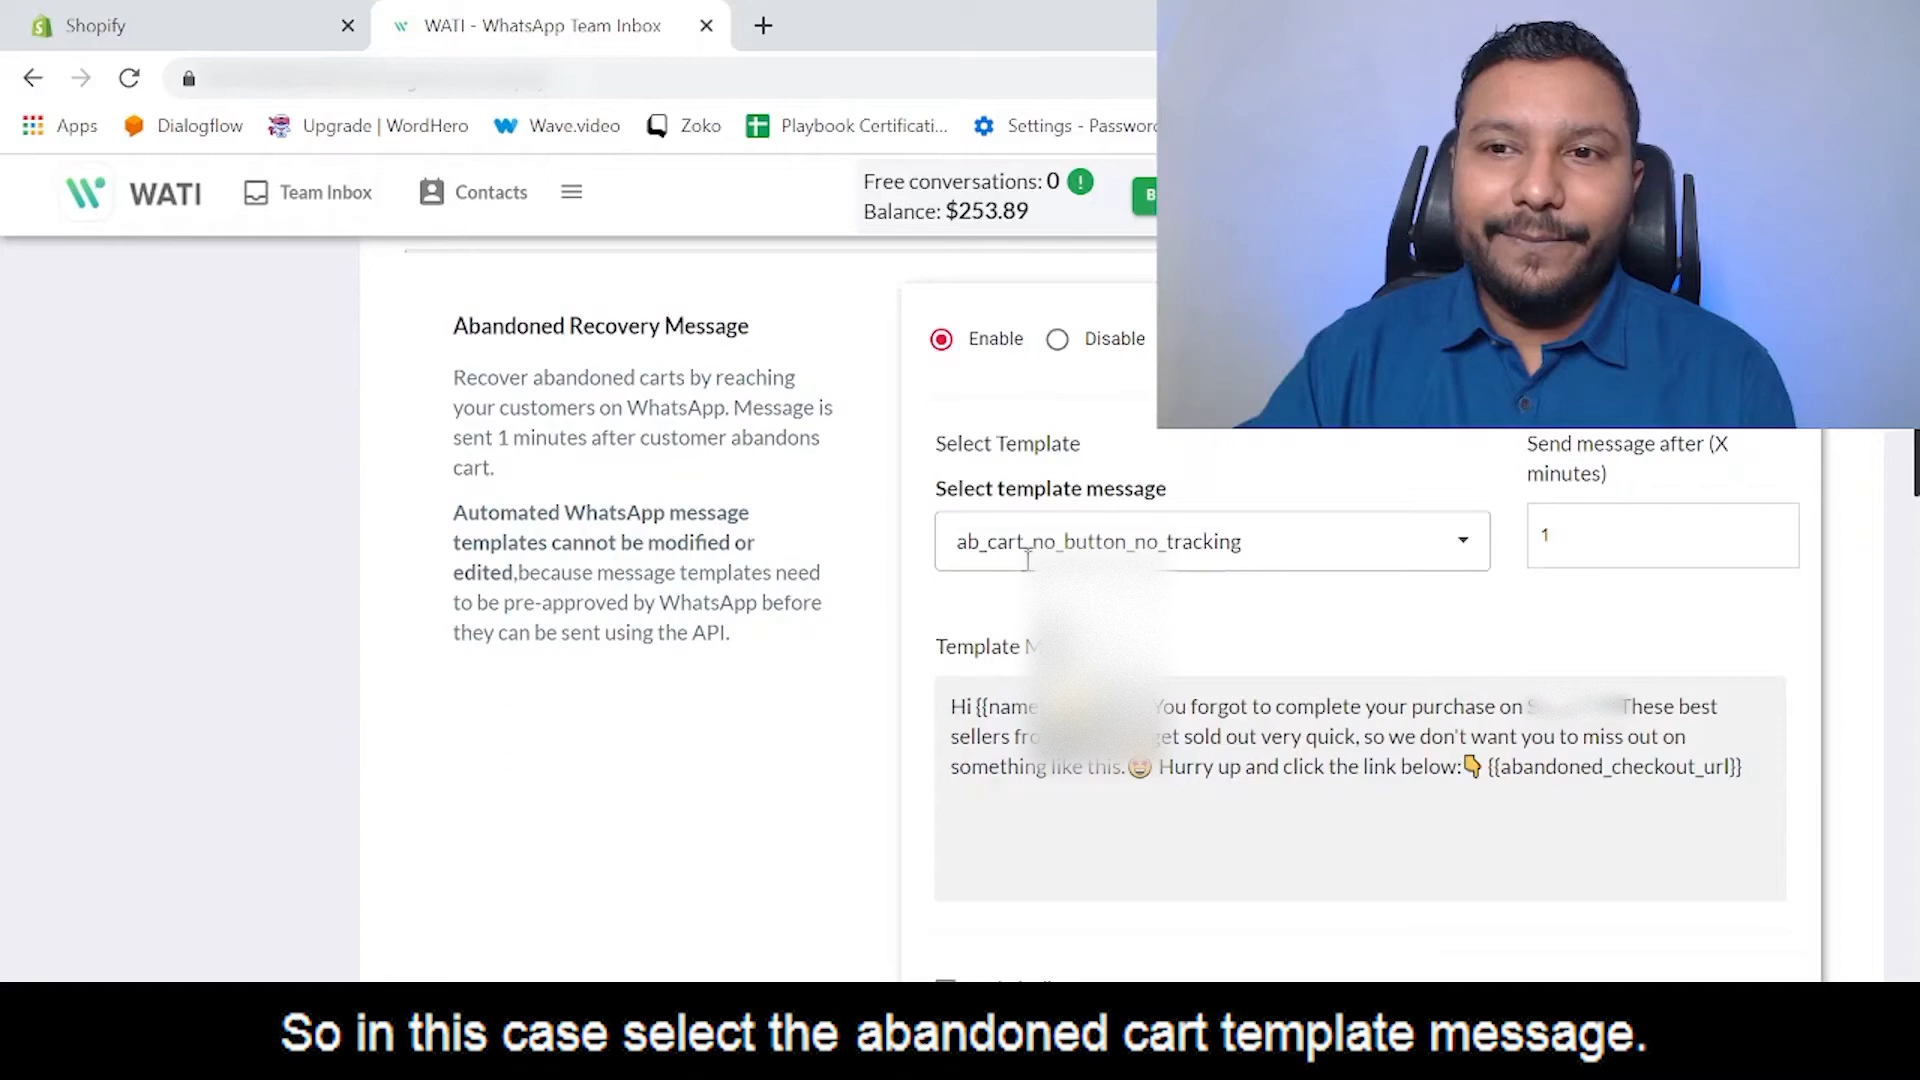 Shopify
WATI - WhatsApp Team Inbox
Apps
Dialogflow
Upgrade | WordHero
Wave.video
Zoko
Playbook Certificati...
Settings - Password
WATI
Team Inbox
Contacts
Free conversations: 0
Balance: $253.89
B
Abandoned Recovery Message
Recover abandoned carts by reaching
your customers on WhatsApp. Message is
sent 1 minutes after customer abandons
cart.
Automated WhatsApp message
templates cannot be modified or
edited,because message templates need
to be pre-approved by WhatsApp before
they can be sent using the API.
Enable
Disable
Select Template
Select template message
ab_cart_no_button_no_tracking
Send message after (X
minutes)
1
Template
Hi {{name You forgot to complete your purchase on These best
sellers get sold out very quick, so we don't want you to miss out on
something like this.😍 Hurry up and click the link below:👇 {{abandoned_checkout_url}}
So in this case select the abandoned cart template message.